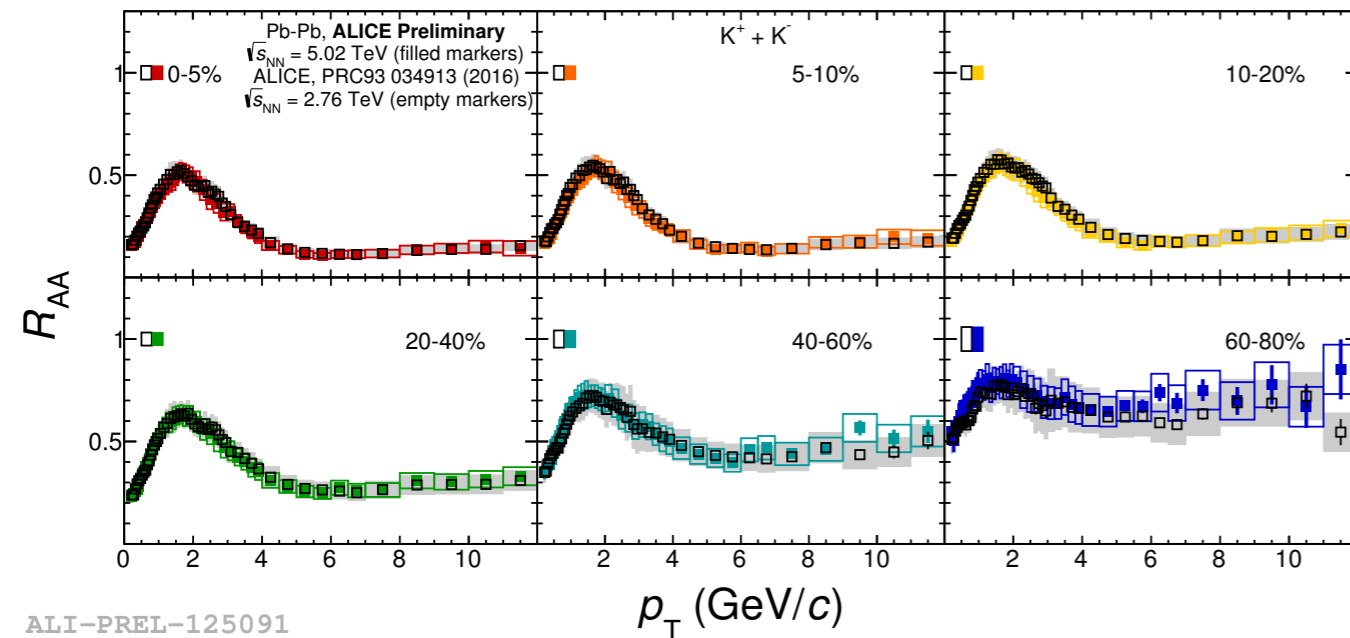 Pb-Pb, ALICE Preliminary
√sNN = 5.02 TeV (filled markers)
ALICE, PRC93 034913 (2016)
√sNN = 2.76 TeV (empty markers)
0-5%
K+ + K-
5-10%
10-20%
1
0.5
20-40%
40-60%
60-80%
1
0.5
RAA
0 2 4 6 8 10 2 4 6 8 10 2 4 6 8 10
pT (GeV/c)
ALI-PREL-125091